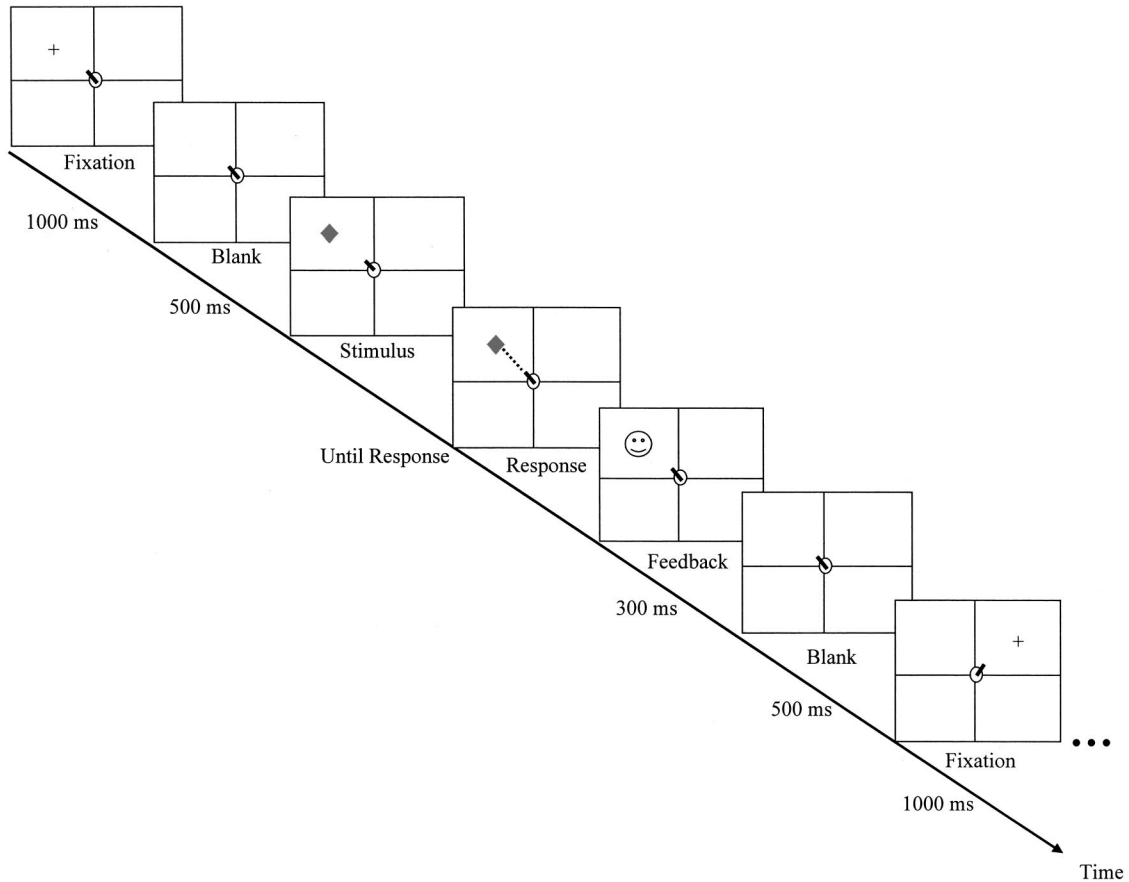 Fixation
1000 ms
Blank
500 ms
Stimulus
Until Response
Response
Feedback
300 ms
Blank
500 ms
Fixation
1000 ms
Time